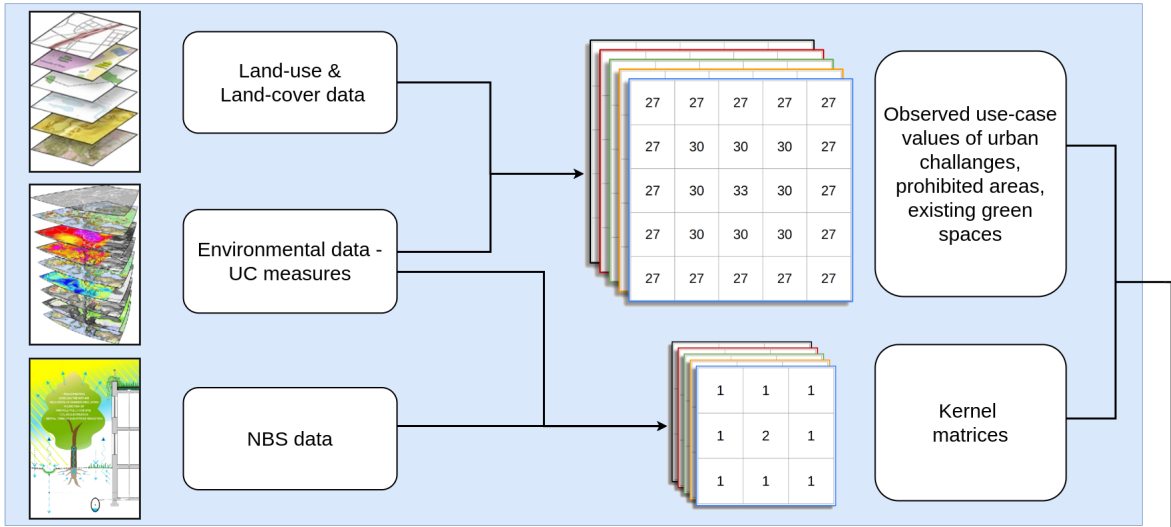 Land-use &
Land-cover data
Environmental data -
UC measures
NBS data
27 27 27 27 27
27 30 30 30 27
27 30 33 30 27
27 30 30 30 27
27 27 27 27 27
1 1 1
1 2 1
1 1 1
Observed use-case
values of urban
challanges,
prohibited areas,
existing green
spaces
Kernel
matrices